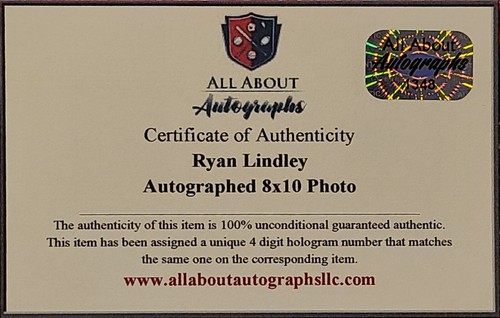 ALL ABOUT
Autographs
All About
Autographs
1348
Certificate of Authenticity
Ryan Lindley
Autographed 8x10 Photo
The authenticity of this item is 100% unconditional guaranteed authentic.
This item has been assigned a unique 4 digit hologram number that matches
the same one on the corresponding item.
www.allaboutautographsllc.com